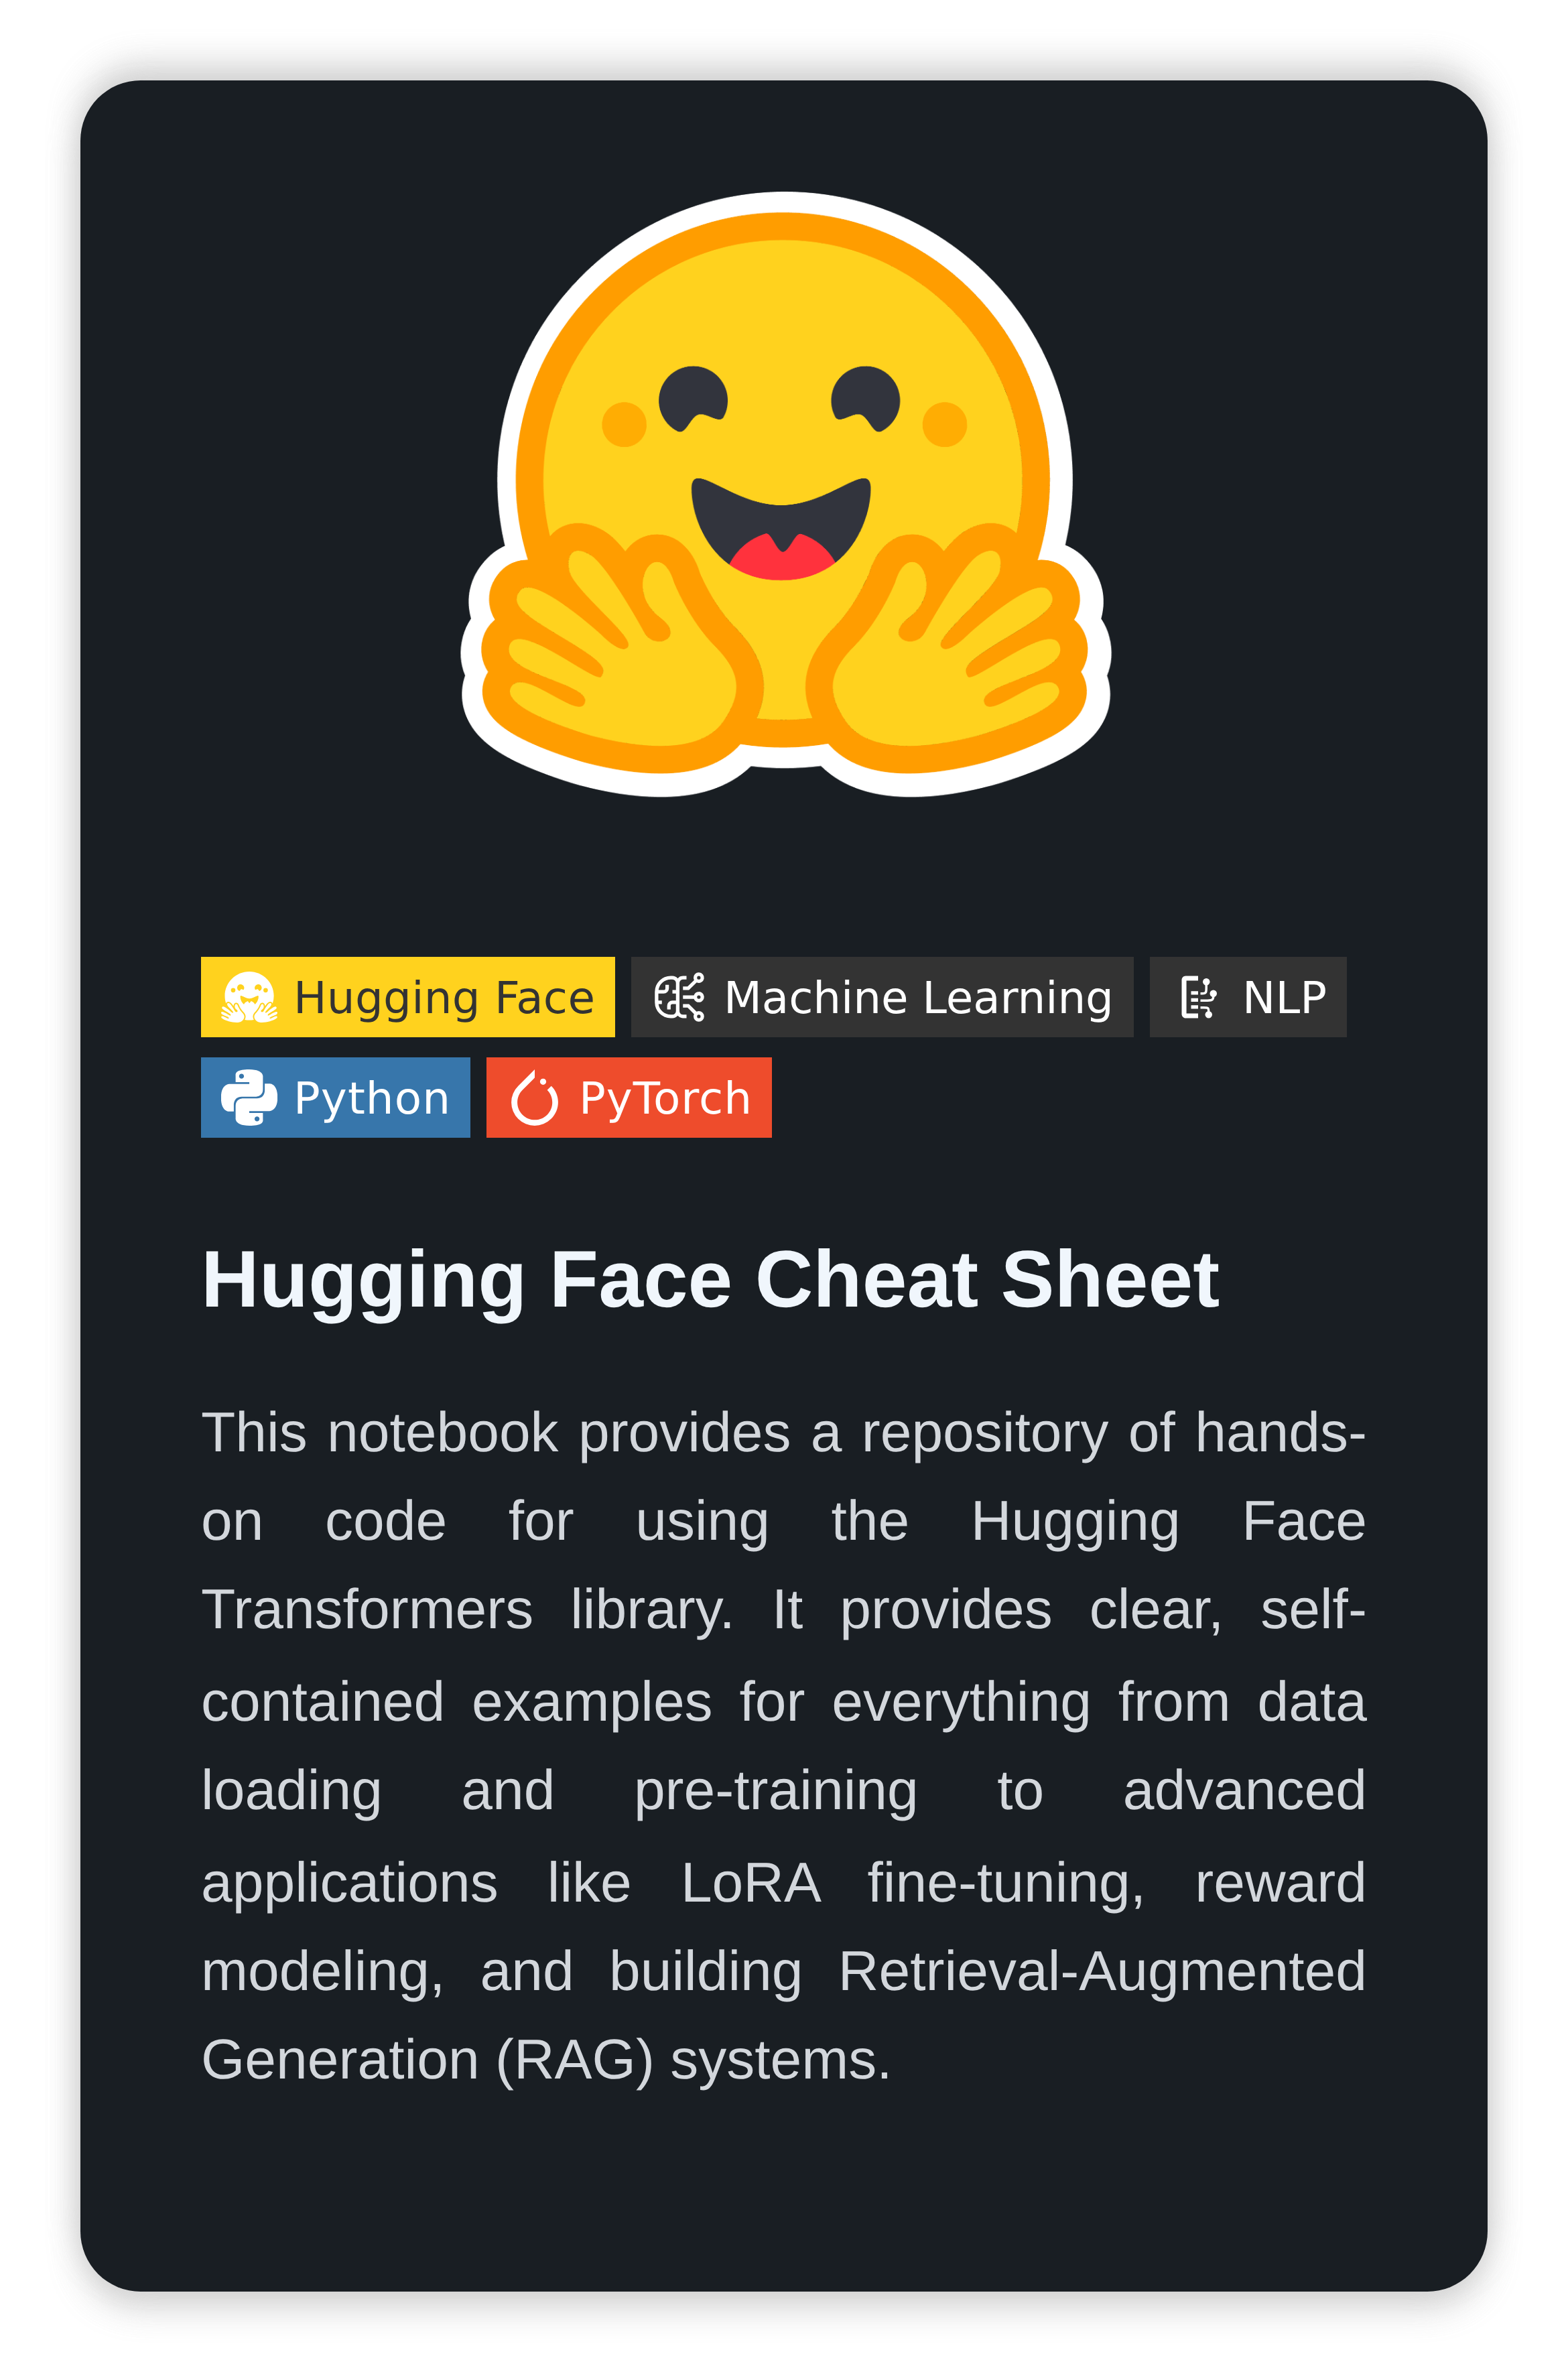 Hugging Face Machine Learning NLP
Python PyTorch
Hugging Face Cheat Sheet
This notebook provides a repository of hands-
on code for using the Hugging Face
Transformers library. It provides clear, self-
contained examples for everything from data
loading and pre-training to advanced
applications like LoRA fine-tuning, reward
modeling, and building Retrieval-Augmented
Generation (RAG) systems.